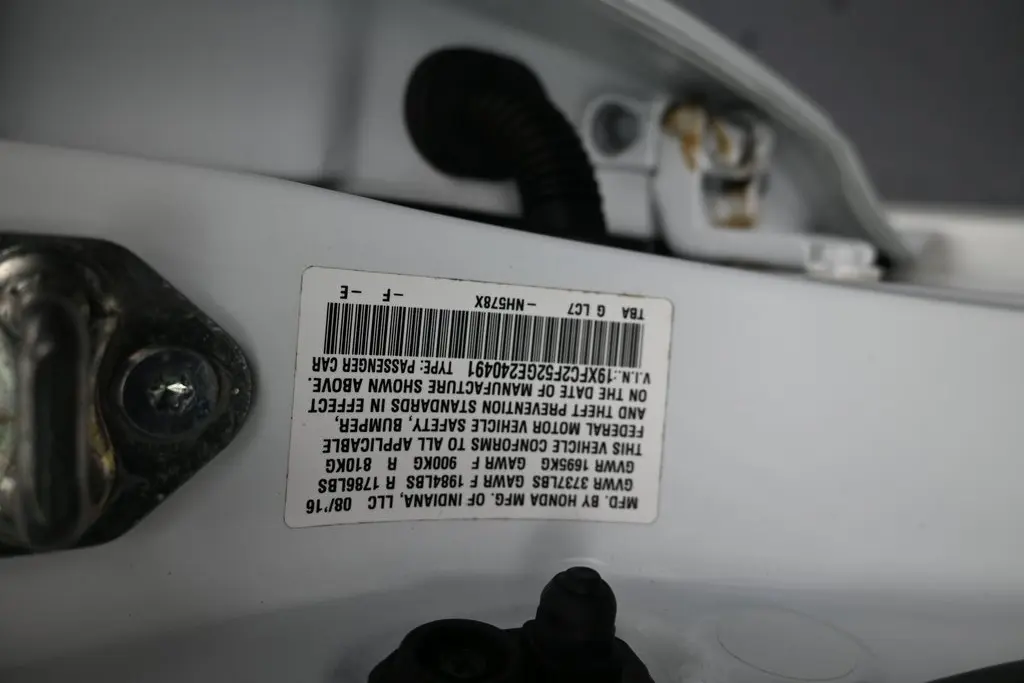 MFD. BY HONDA MFG. OF INDIANA, LLC 08/'16
GVWR 3737LBS GAWR F 1984LBS R 1786LBS
GVWR 1695KG GAWR F 900KG R 810KG
THIS VEHICLE CONFORMS TO ALL APPLICABLE
FEDERAL MOTOR VEHICLE SAFETY, BUMPER,
AND THEFT PREVENTION STANDARDS IN EFFECT
ON THE DATE OF MANUFACTURE SHOWN ABOVE.
V.I.N.:19XFC2F52GE240491 TYPE: PASSENGER CAR
TBA G LC7 -NH578X -F -E